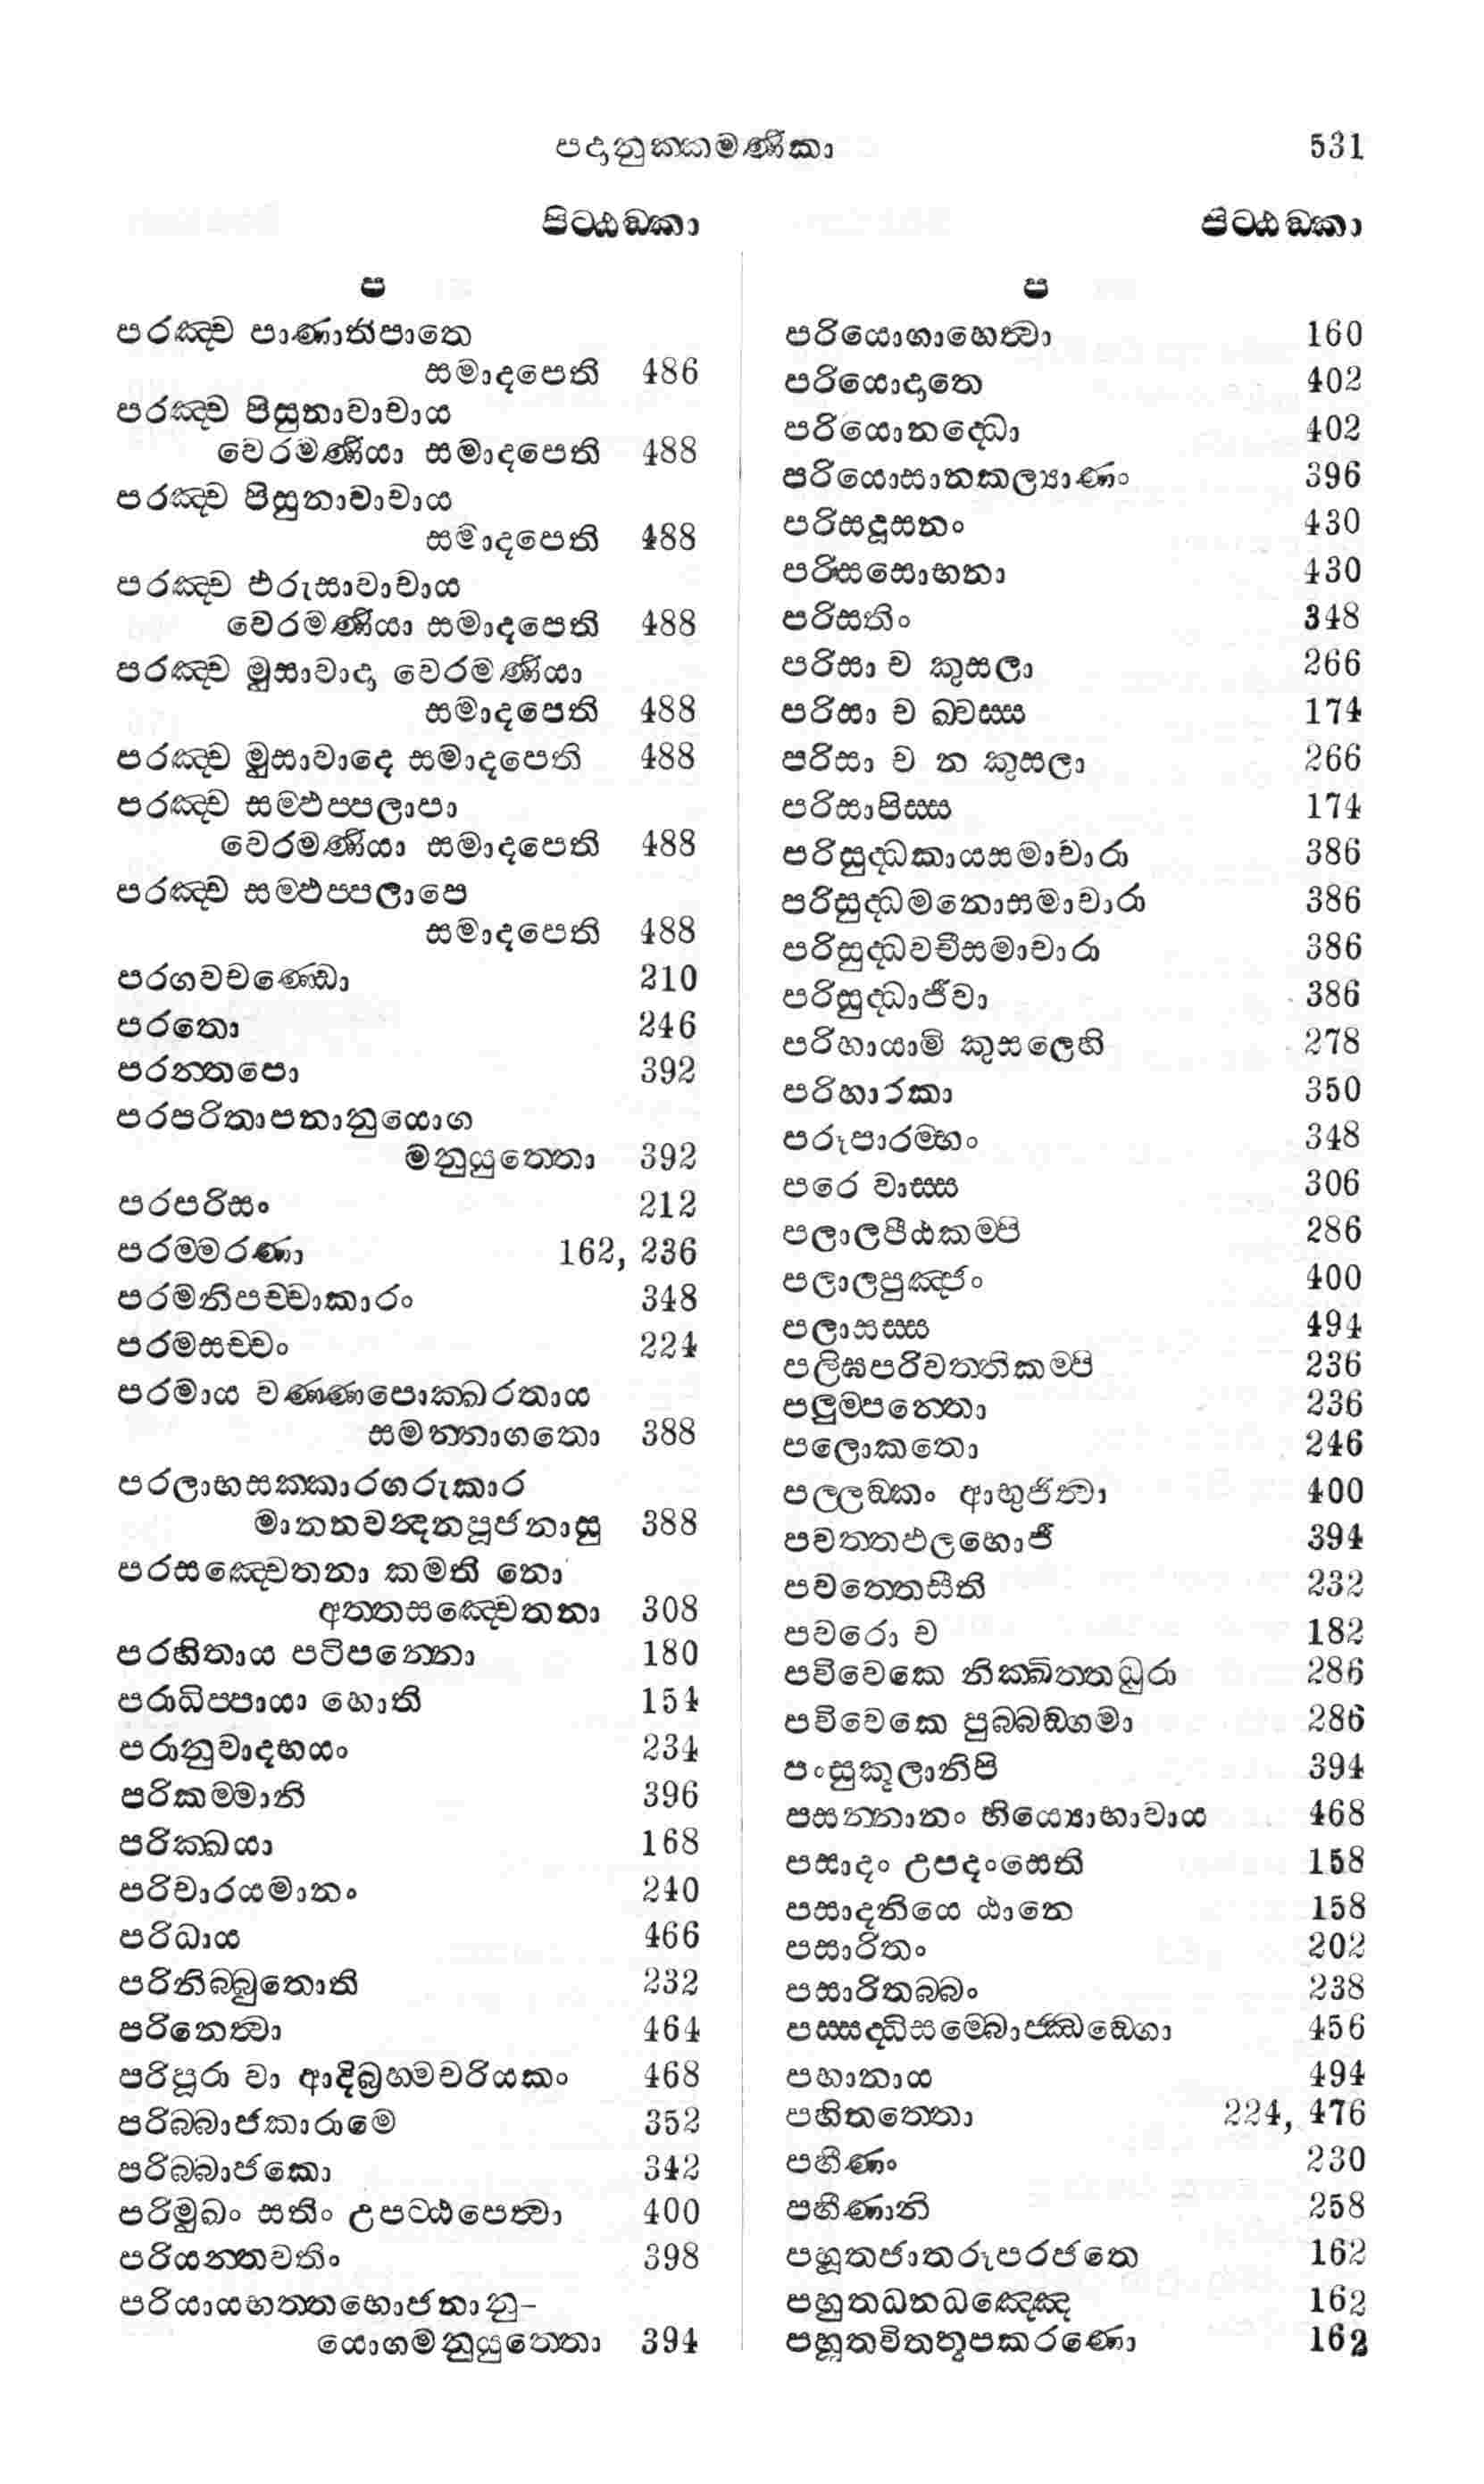 පදානුක්කමණිකා 531
පිට්ඨඞ්කා
ප
පරඤ්ච පාණාතිපාතෙ
සමාදපෙති 486
පරඤ්ච පිසුනාවාචාය
වෙරමණියා සමාදපෙති 488
පරඤ්ච පිසුනාවාචාය
සමාදපෙති 488
පරඤ්ච ඵරුසාවාචාය
වෙරමණියා සමාදපෙති 488
පරඤ්ච මුසාවාදා වෙරමණියා
සමාදපෙති 488
පරඤ්ච මුසාවාදෙ සමාදපෙති 488
පරඤ්ච සම්ඵප්පලාපා
වෙරමණියා සමාදපෙති 488
පරඤ්ච සම්ඵප්පලාපෙ
සමාදපෙති 488
පරගවචණ්ඩො 210
පරතො 246
පරන්තපො 392
පරපරිතාපනානුයොග
මනුයුත්තො 392
පරපරිසං 212
පරම්මරණා 162, 236
පරමනිපච්චාකාරං 348
පරමසච්චං 224
පරමාය වණ්ණපොක්ඛරතාය
සමන්නාගතො 388
පරලාභසක්කාරගරුකාර
මානනවන්දනපූජනාසු 388
පරසඤ්චෙතනා කමති නො
අත්තසඤ්චෙතනා 308
පරහිතාය පටිපන්නො 180
පරාධිප්පායා හොති 154
පරානුවාදභයං 234
පරිකම්මානි 396
පරික්ඛයා 168
පරිචාරයමානං 240
පරිධාය 466
පරිනිබ්බුතොති 232
පරිනෙත්වා 464
පරිපූරා වා ආදිබ්‍රහ්මචරියකං 468
පරිබ්බාජකාරාමෙ 352
පරිබ්බාජකො 342
පරිමුඛං සතිං උපට්ඨපෙත්වා 400
පරියන්තවතිං 398
පරියායභත්තභොජනානු-
යොගමනුයුත්තො 394
පිට්ඨඞ්කා
ප
පරියොගාහෙත්වා 160
පරියොදාතෙ 402
පරියොනද්ධො 402
පරියොසානකල්‍යාණං 396
පරිසදූසනං 430
පරිසසොභනා 430
පරිසතිං 348
පරිසා ච කුසලා 266
පරිසා ච ඛ්වස්ස 174
පරිසා ච න කුසලා 266
පරිසාපිස්ස 174
පරිසුද්ධකායසමාචාරා 386
පරිසුද්ධමනොසමාචාරා 386
පරිසුද්ධවචීසමාචාරා 386
පරිසුද්ධාජීවා 386
පරිහායාමි කුසලෙහි 278
පරිහාරකා 350
පරූපාරම්භං 348
පරෙ වාස්ස 306
පලාලපීඨකම්පි 286
පලාලපුඤ්ජං 400
පලාසස්ස 494
පලිඝපරිවත්තිකම්පි 236
පලුම්පන්තො 236
පලොකතො 246
පල්ලඞ්කං ආභුජිත්වා 400
පවත්තඵලභොජී 394
පවත්තෙසීති 232
පවරො ච 182
පවිවෙකෙ නික්ඛිත්තධුරා 286
පවිවෙකෙ පුබ්බඞ්ගමා 286
පංසුකූලානිපි 394
පසන්නානං භිය්‍යොභාවාය 468
පසාදං උපදංසෙති 158
පසාදනියෙ ඨානෙ 158
පසාරිතං 202
පසාරිතබ්බං 238
පස්සද්ධිසම්බොජ්ඣඞ්ගො 456
පහානාය 494
පහිතත්තො 224, 476
පහීණං 230
පහීණානි 258
පහූතජාතරූපරජතෙ 162
පහුතධනධඤ්ඤෙ 162
පහූතවිත්තූපකරණො 162